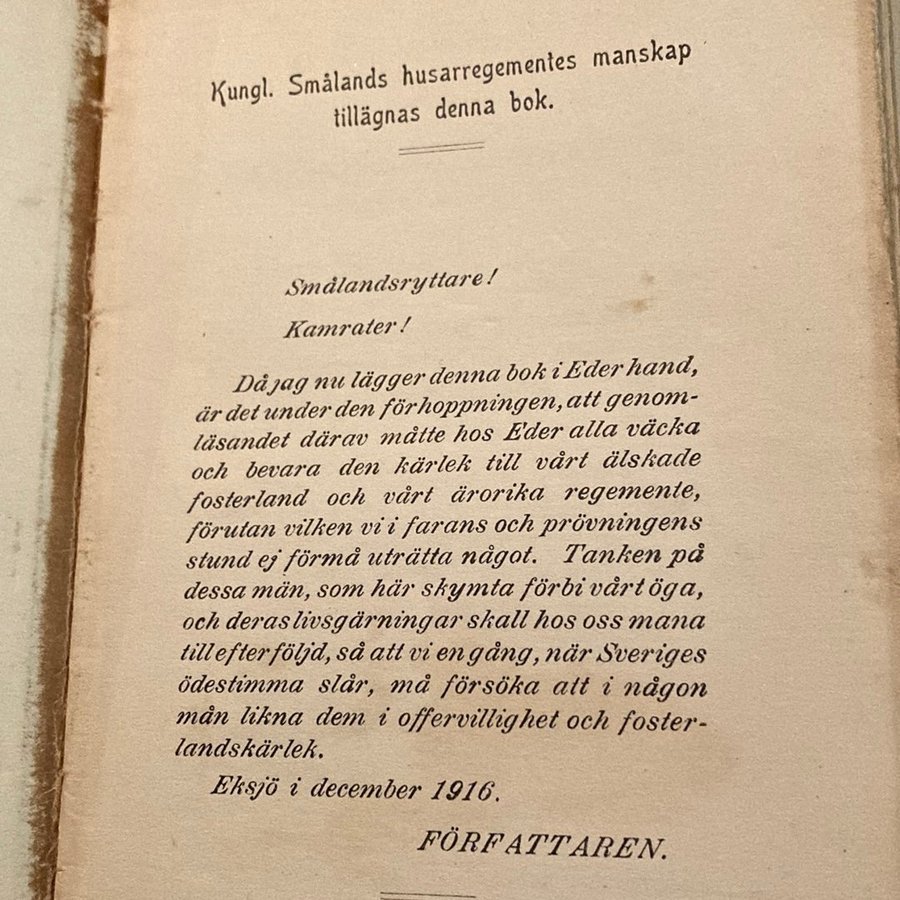 Kungl. Smålands husarregementes manskap
tillägnas denna bok.
Smålandsryttare!
Kamrater!
Då jag nu lägger denna bok i Eder hand,
är det under den förhoppningen, att genom-
läsandet därav måtte hos Eder alla väcka
och bevara den kärlek till vårt älskade
fosterland och vårt ärorika regemente,
förutan vilken vi i farans och prövningens
stund ej förmå uträtta något. Tanken på
dessa män, som här skymta förbi vårt öga,
och deras livsgärningar skall hos oss mana
till efterföljd, så att vi en gång, när Sveriges
ödestimma slår, må försöka att i någon
mån likna dem i offervillighet och foster-
landskärlek.
Eksjö i december 1916.
FÖRFATTAREN.